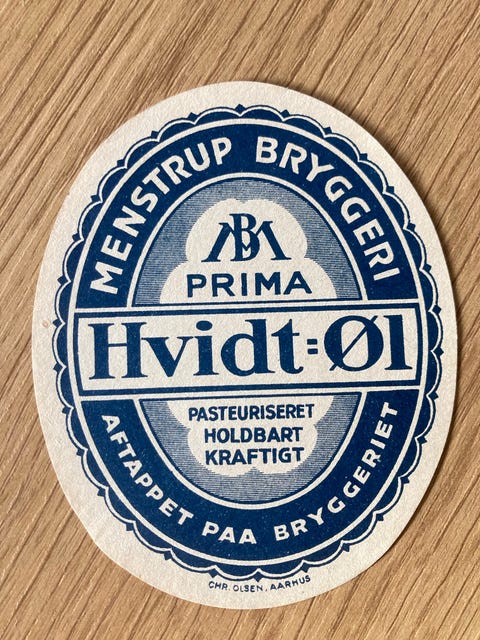 MENSTRUP BRYGGERI
MB
PRIMA
Hvidt=Øl
PASTEURISERET
HOLDBART
KRAFTIGT
AFTAPPET PAA BRYGGERIET
CHR. OLSEN, AARHUS